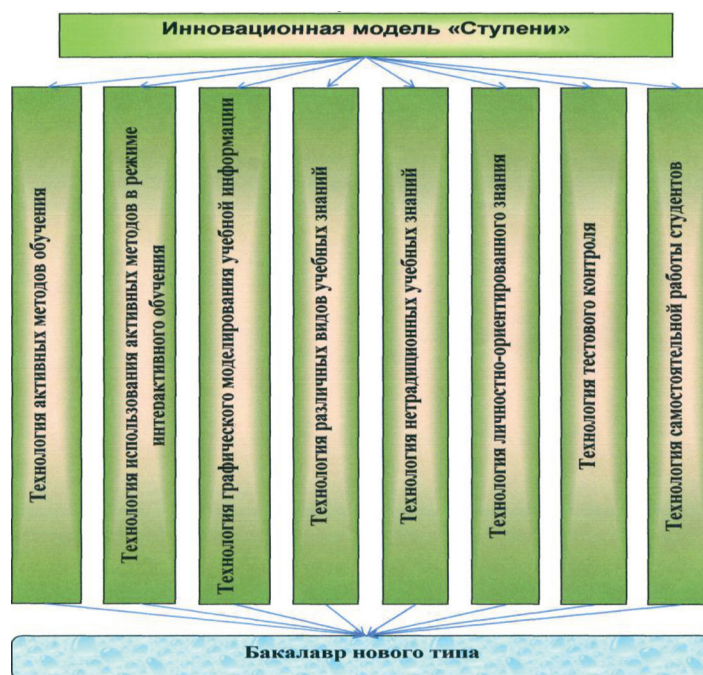 Инновационная модель «Ступени»
Технология активных методов обучения
Технология использования активных методов в режиме
интерактивного обучения
Технология графического моделирования учебной информации
Технология различных видов учебных знаний
Технология нетрадиционных учебных знаний
Технология личностно-ориентированного знания
Технология тестового контроля
Технология самостоятельной работы студентов
Бакалавр нового типа